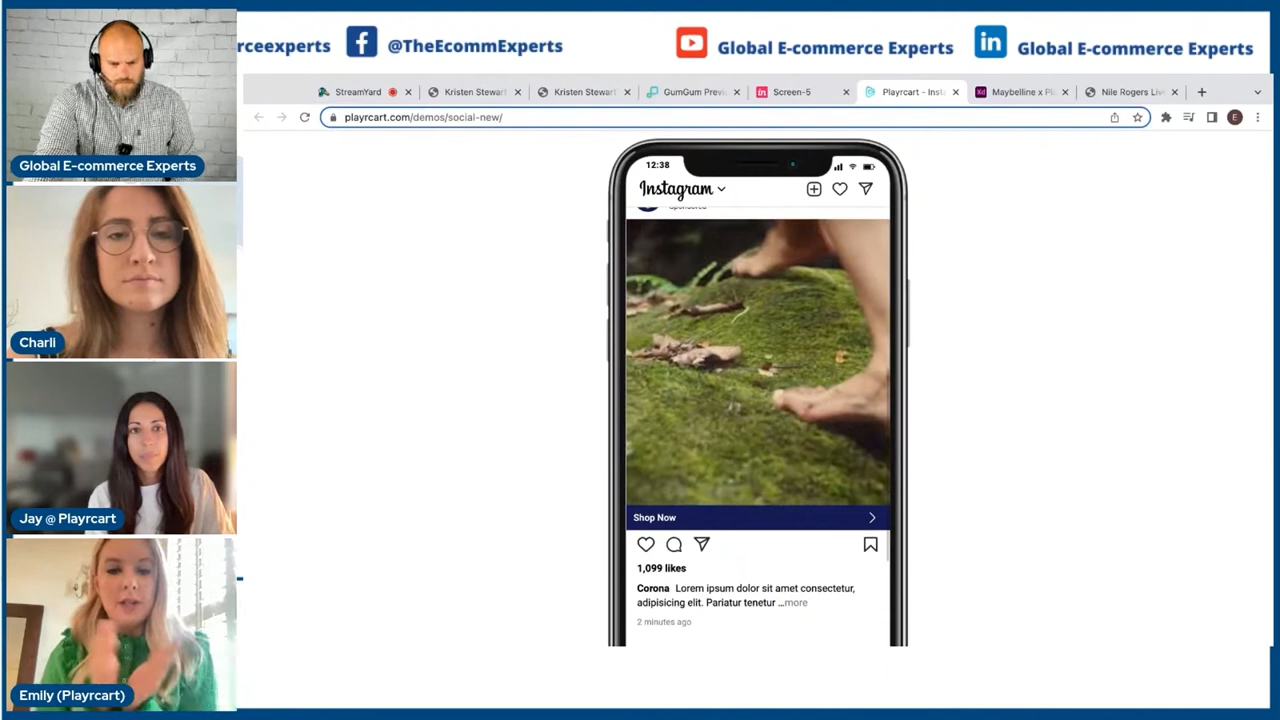 rceexperts
@TheEcommExperts
Global E-commerce Experts
Global E-commerce Experts
StreamYard
Kristen Stewart
Kristen Stewart
GumGum Previ
Screen-5
Playrcart - Inst
Maybelline x Pl
Nile Rogers Liv
playrcart.com/demos/social-new/
12:38
Instagram
Sponsored
Shop Now
1,099 likes
Corona Lorem ipsum dolor sit amet consectetur,
adipisicing elit. Pariatur tenetur ...more
2 minutes ago
Global E-commerce Experts
Charli
Jay @ Playrcart
Emily (Playrcart)